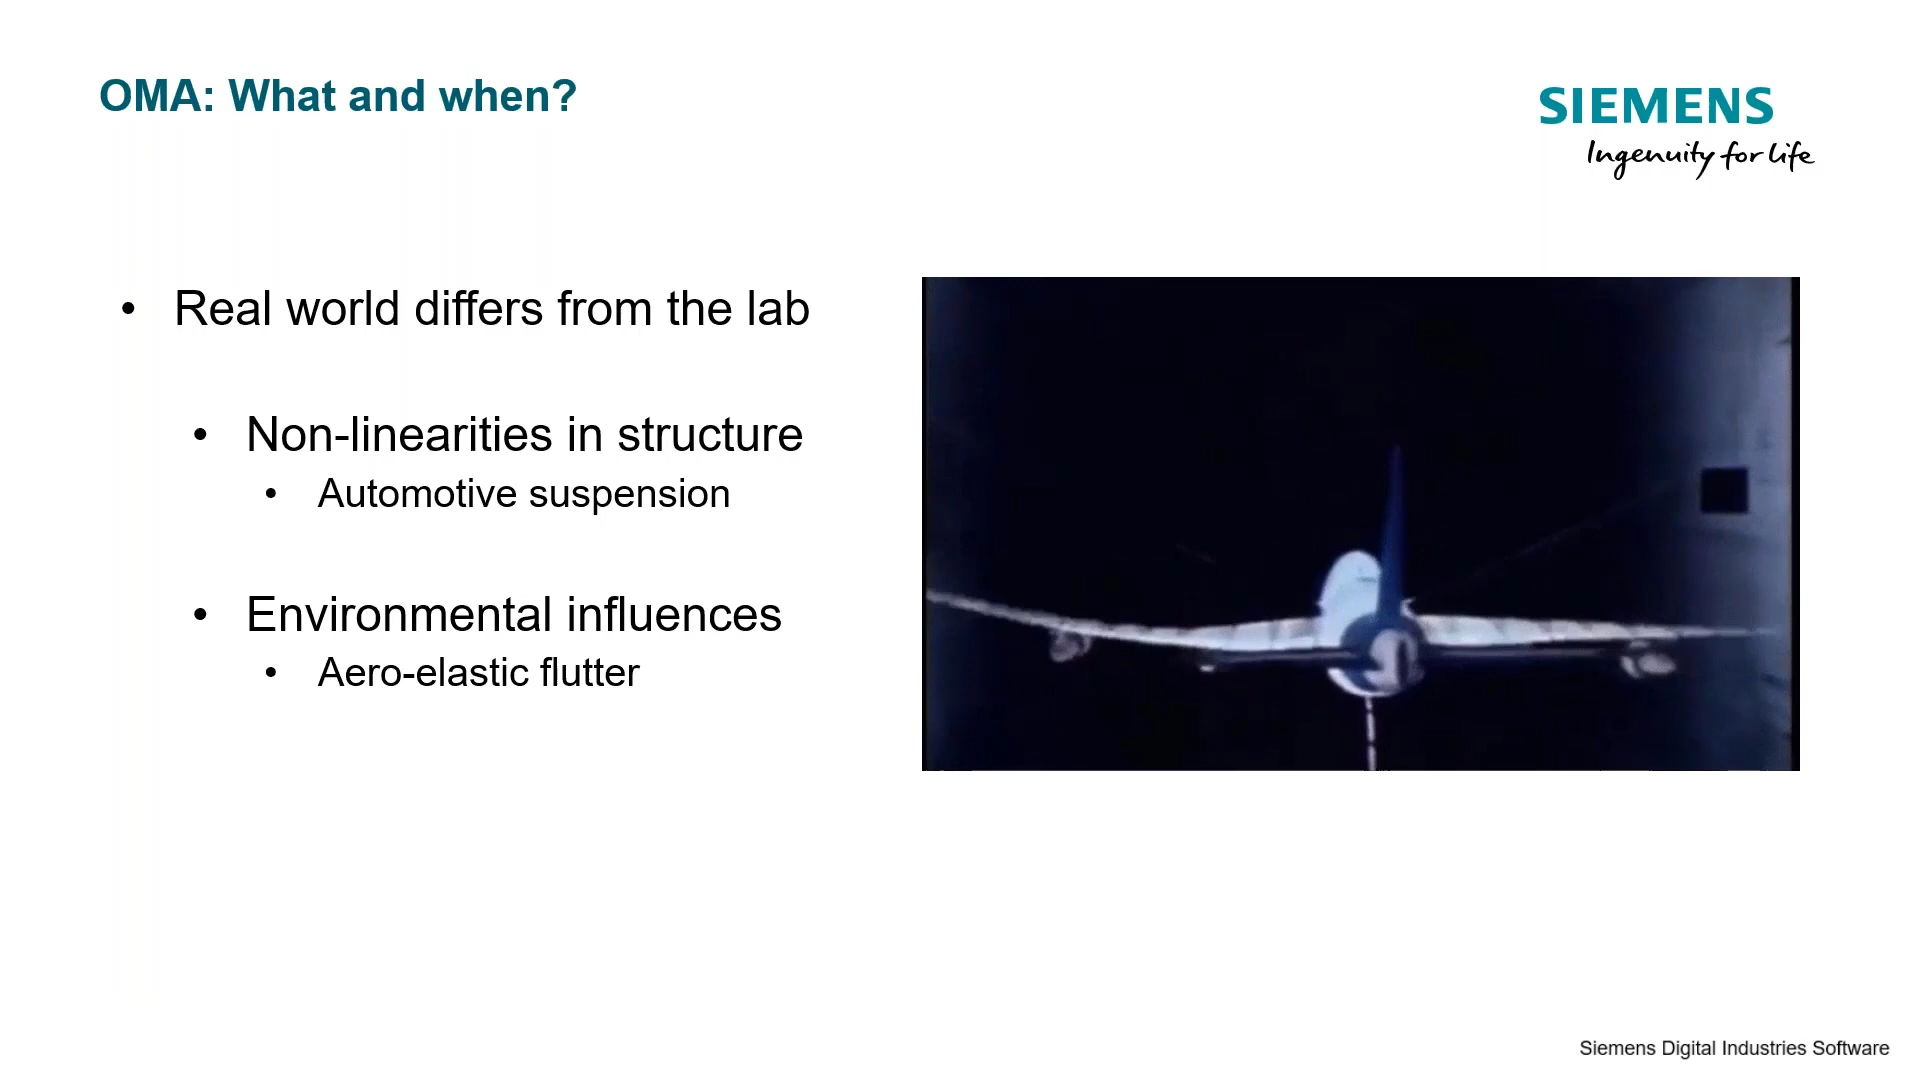 OMA: What and when?
SIEMENS
Ingenuity for life
• Real world differs from the lab
• Non-linearities in structure
• Automotive suspension
• Environmental influences
• Aero-elastic flutter
Siemens Digital Industries Software